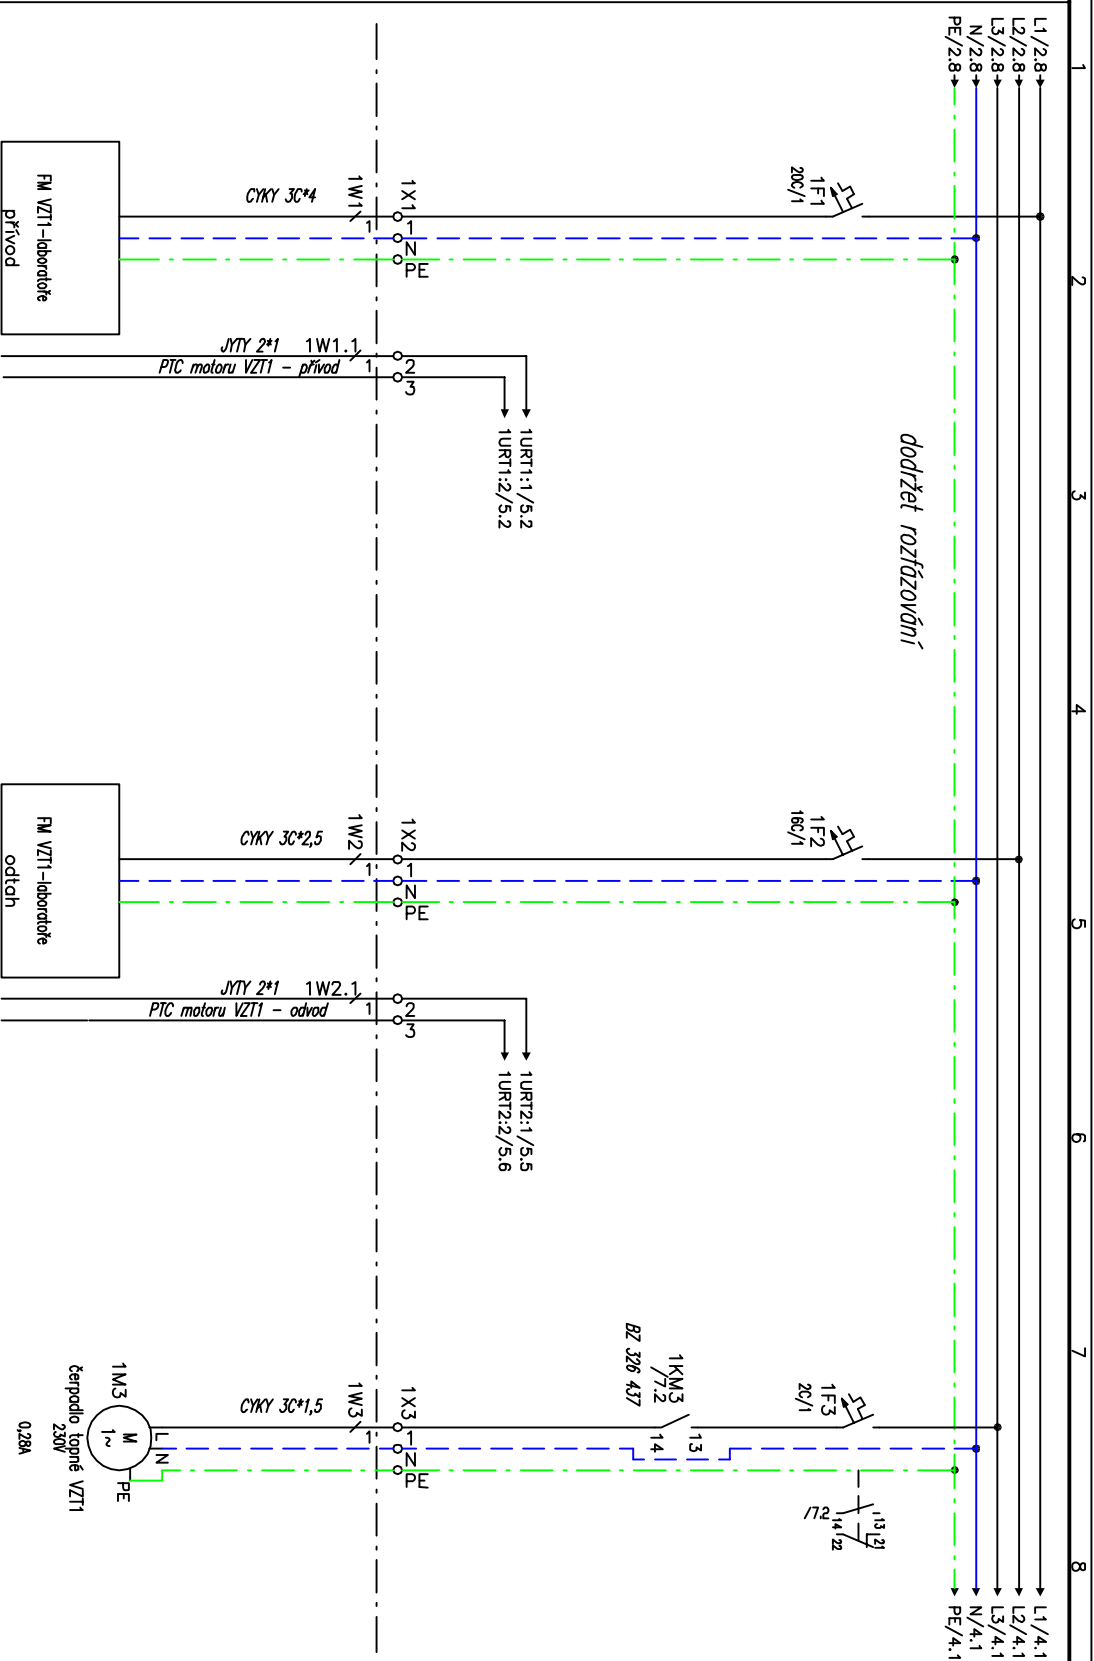 1
2
3
4
5
6
7
8
L1/2.8
L2/2.8
L3/2.8
N/2.8
PE/2.8
L1/4.1
L2/4.1
L3/4.1
N/4.1
PE/4.1
dodržet rozfázování
1F1
20C/1
1F2
16C/1
1F3
2C/1
13
21
14
22
/7.2
1KM3
/7.2
BZ 326 437
13
14
1URT1:1/5.2
1URT1:2/5.2
1URT2:1/5.5
1URT2:2/5.6
1X1
1
N
PE
2
3
1X2
1
N
PE
2
3
1X3
1
N
PE
1W1
1
CYKY 3C*4
JYTY 2*1
1W1.1
1
PTC motoru VZT1 - přívod
1W2
1
CYKY 3C*2,5
JYTY 2*1
1W2.1
1
PTC motoru VZT1 - odvod
1W3
1
CYKY 3C*1,5
FM VZT1-laboratoře
přívod
FM VZT1-laboratoře
odtah
1M3
M
1~
L
N
PE
čerpadlo topné VZT1
230V
0,28A